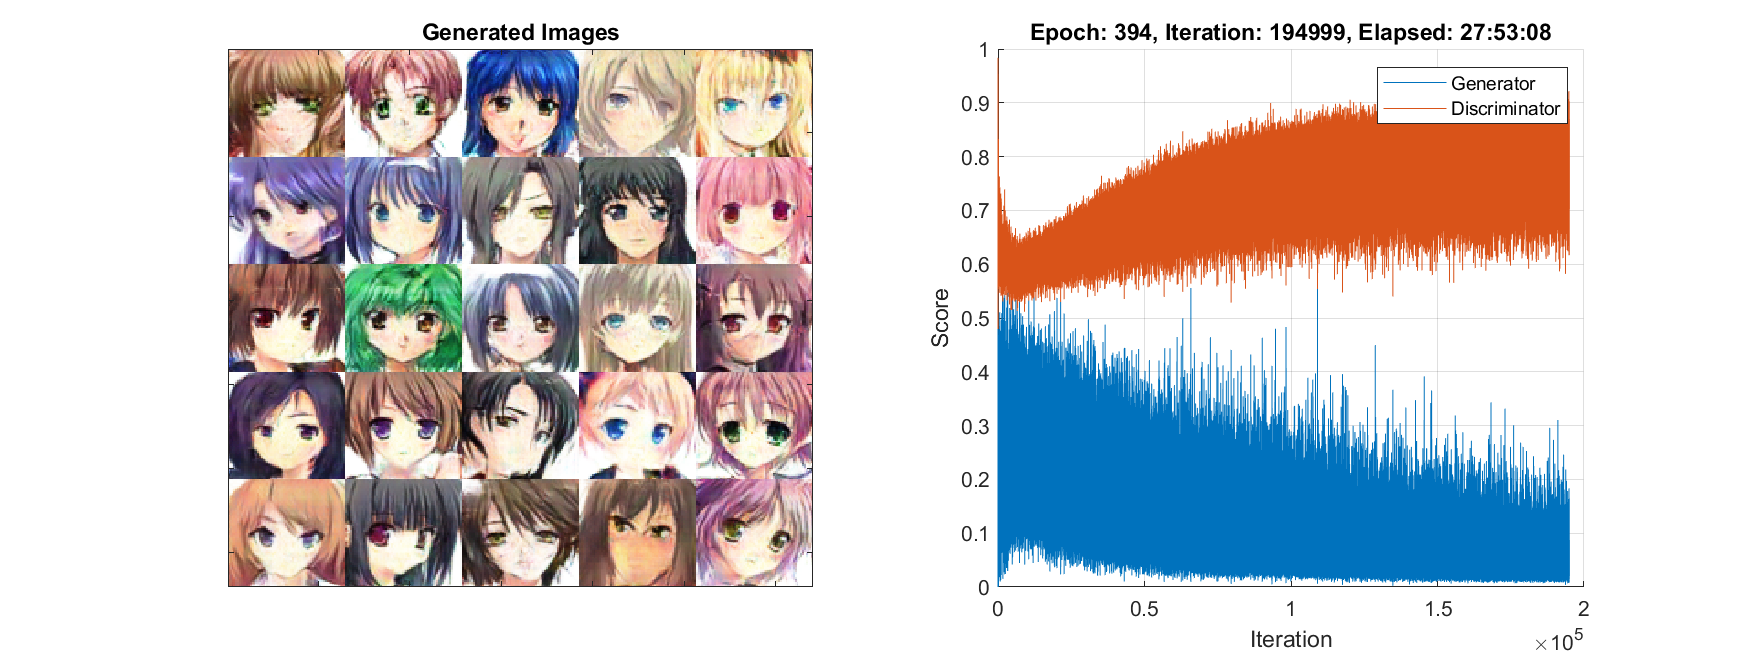 Generated Images
Epoch: 394, Iteration: 194999, Elapsed: 27:53:08
Generator
Discriminator
1
0.9
0.8
0.7
0.6
0.5
0.4
0.3
0.2
0.1
0
Score
0
0.5
1
1.5
2
Iteration
×10^5